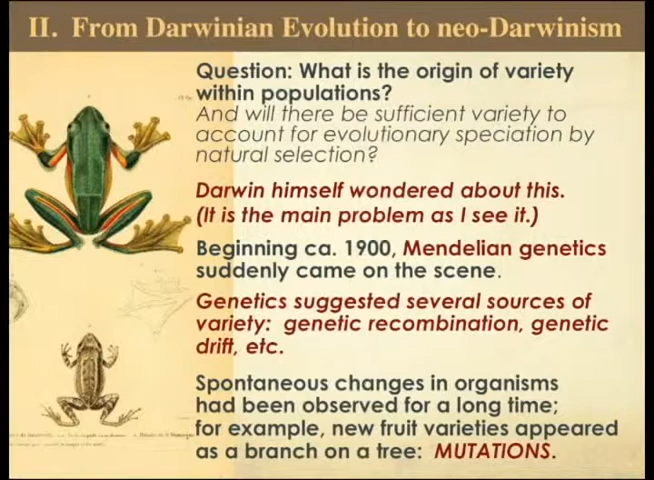 II. From Darwinian Evolution to neo-Darwinism
Question: What is the origin of variety
within populations?
And will there be sufficient variety to
account for evolutionary speciation by
natural selection?
Darwin himself wondered about this.
(It is the main problem as I see it.)
Beginning ca. 1900, Mendelian genetics
suddenly came on the scene.
Genetics suggested several sources of
variety: genetic recombination, genetic
drift, etc.
Spontaneous changes in organisms
had been observed for a long time;
for example, new fruit varieties appeared
as a branch on a tree: MUTATIONS.